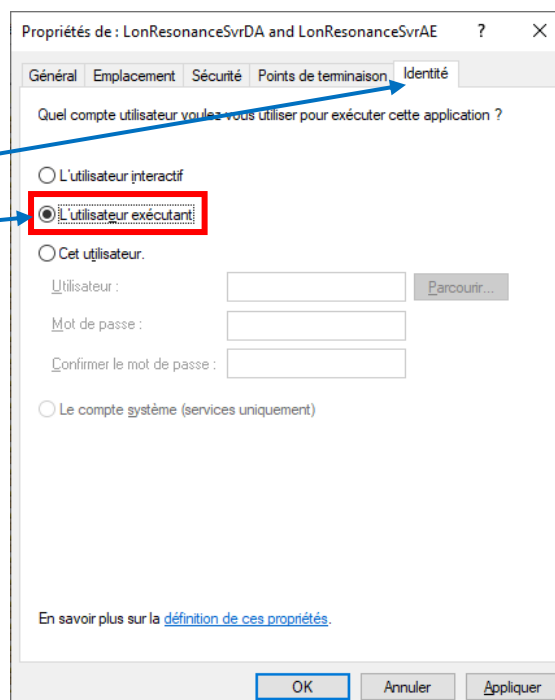 Propriétés de : LonResonanceSvrDA and LonResonanceSvrAE ? ×
Général Emplacement Sécurité Points de terminaison Identité
Quel compte utilisateur voulez-vous utiliser pour exécuter cette application ?
L'utilisateur interactif
L'utilisateur exécutant
Cet utilisateur.
Utilisateur :
Parcourir...
Mot de passe :
Confirmer le mot de passe :
Le compte système (services uniquement)
En savoir plus sur la définition de ces propriétés.
OK Annuler Appliquer